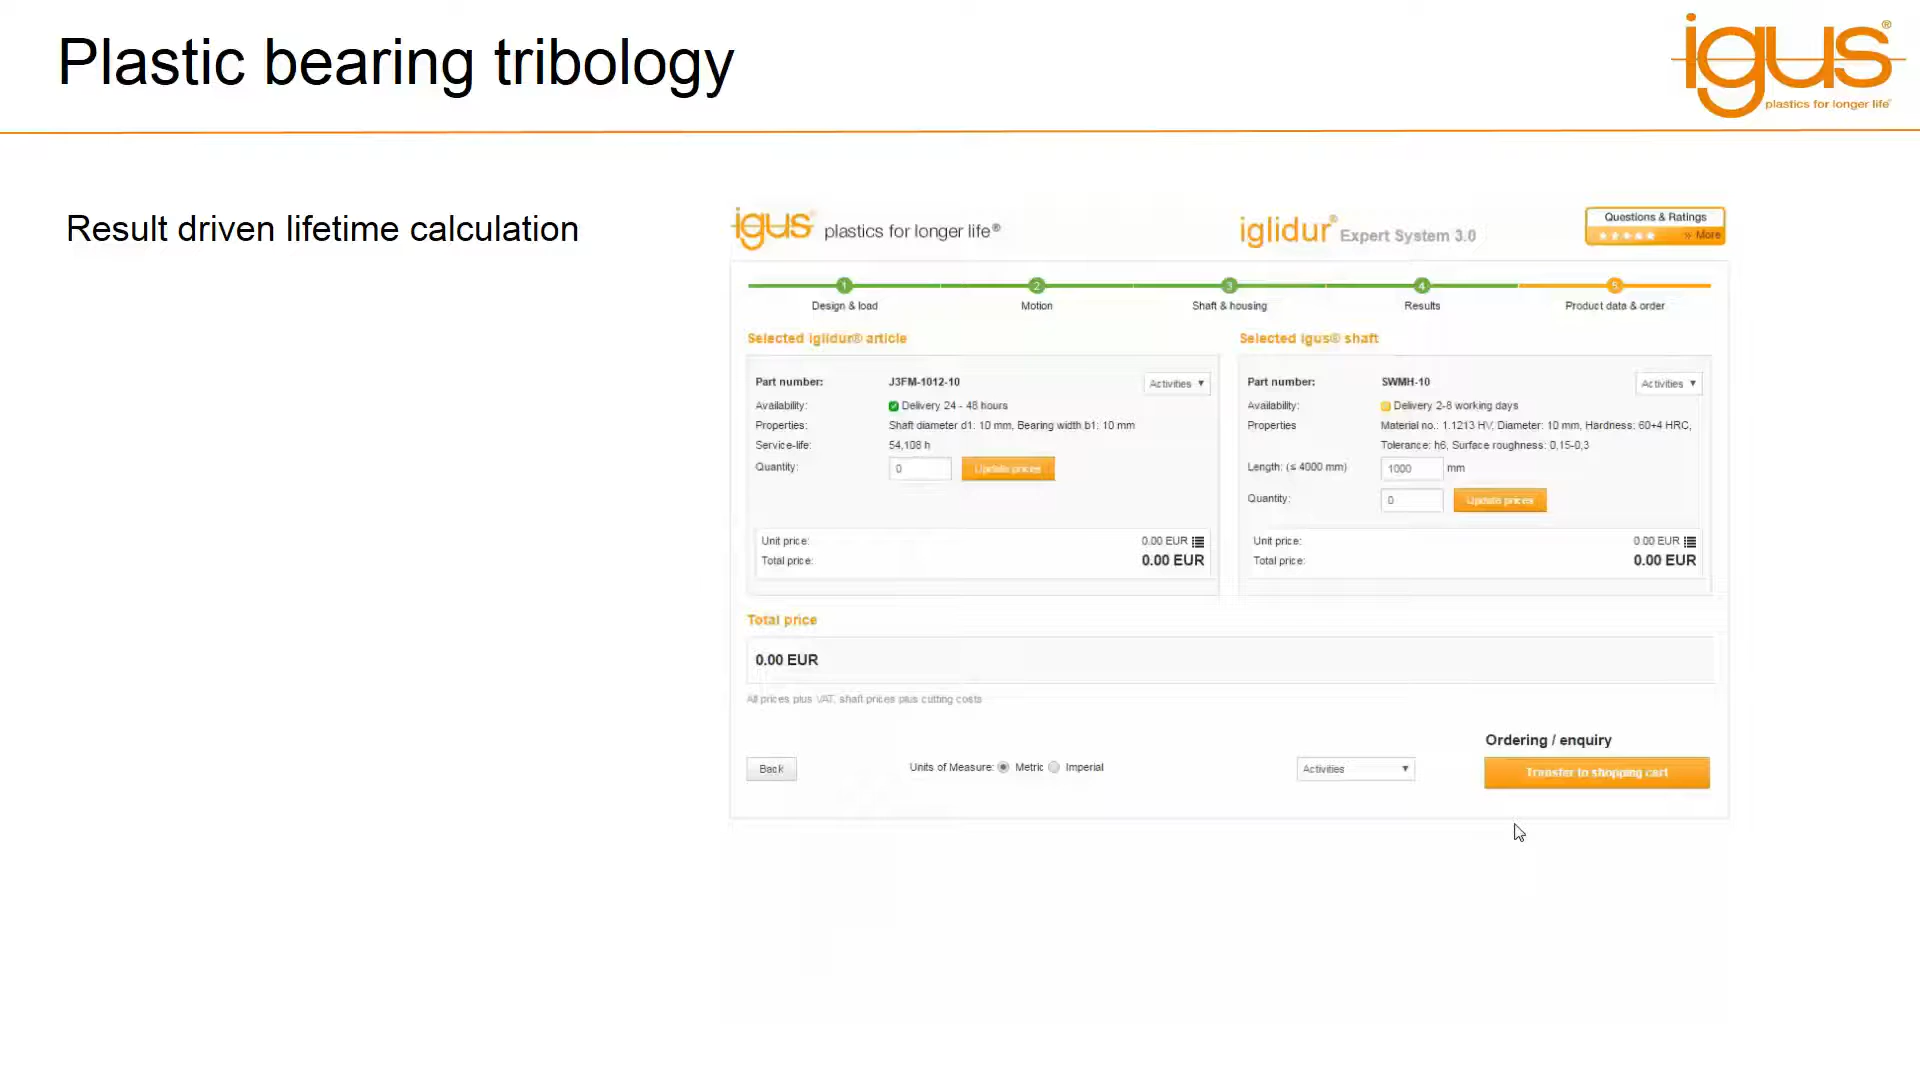 Plastic bearing tribology
igus®
plastics for longer life®
Result driven lifetime calculation
igus® plastics for longer life®
iglidur® Expert System 3.0
Questions & Ratings
» More
1 2 3 4 5
Design & load Motion Shaft & housing Results Product data & order
Selected iglidur® article
Part number: J3FM-1012-10 Activities
Availability: Delivery 24 - 48 hours
Properties: Shaft diameter d1: 10 mm, Bearing width b1: 10 mm
Service-life: 54,108 h
Quantity: 0 Update prices
Unit price: 0.00 EUR
Total price: 0.00 EUR
Selected igus® shaft
Part number: SWMH-10 Activities
Availability: Delivery 2-8 working days
Properties Material no.: 1.1213 HV, Diameter: 10 mm, Hardness: 60+4 HRC,
Tolerance: h6, Surface roughness: 0,15-0,3
Length: (≤ 4000 mm) 1000 mm
Quantity: 0 Update prices
Unit price: 0.00 EUR
Total price: 0.00 EUR
Total price
0.00 EUR
All prices plus VAT, shaft prices plus cutting costs
Ordering / enquiry
Back Units of Measure: Metric Imperial Activities Transfer to shopping cart